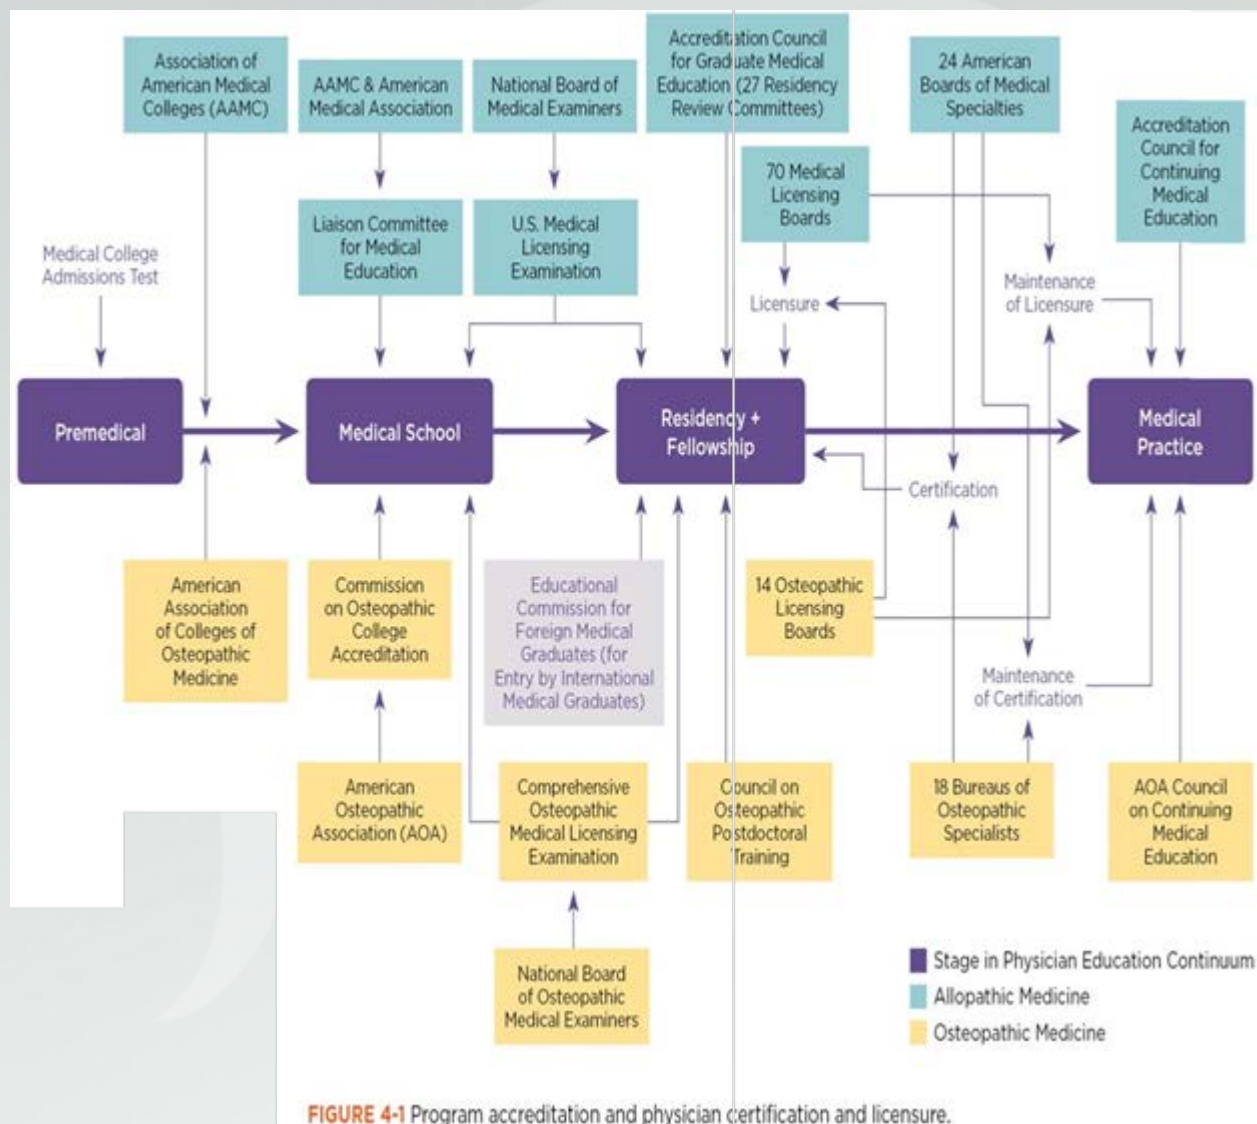 Association of
American Medical
Colleges (AAMC)
AAMC & American
Medical Association
National Board of
Medical Examiners
Accreditation Council
for Graduate Medical
Education (27 Residency
Review Committees)
24 American
Boards of Medical
Specialties
Accreditation
Council for
Continuing
Medical
Education
70 Medical
Licensing
Boards
Liaison Committee
for Medical
Education
U.S. Medical
Licensing
Examination
Medical College
Admissions Test
Licensure
Maintenance
of Licensure
Premedical
Medical School
Residency +
Fellowship
Medical
Practice
Certification
American
Association
of Colleges of
Osteopathic
Medicine
Commission
on Osteopathic
College
Accreditation
Educational
Commission for
Foreign Medical
Graduates (for
Entry by International
Medical Graduates)
14 Osteopathic
Licensing
Boards
Maintenance
of Certification
American
Osteopathic
Association (AOA)
Comprehensive
Osteopathic
Medical Licensing
Examination
Council on
Osteopathic
Postdoctoral
Training
18 Bureaus of
Osteopathic
Specialists
AOA Council
on Continuing
Medical
Education
National Board
of Osteopathic
Medical Examiners
Stage in Physician Education Continuum
Allopathic Medicine
Osteopathic Medicine
FIGURE 4-1 Program accreditation and physician certification and licensure.